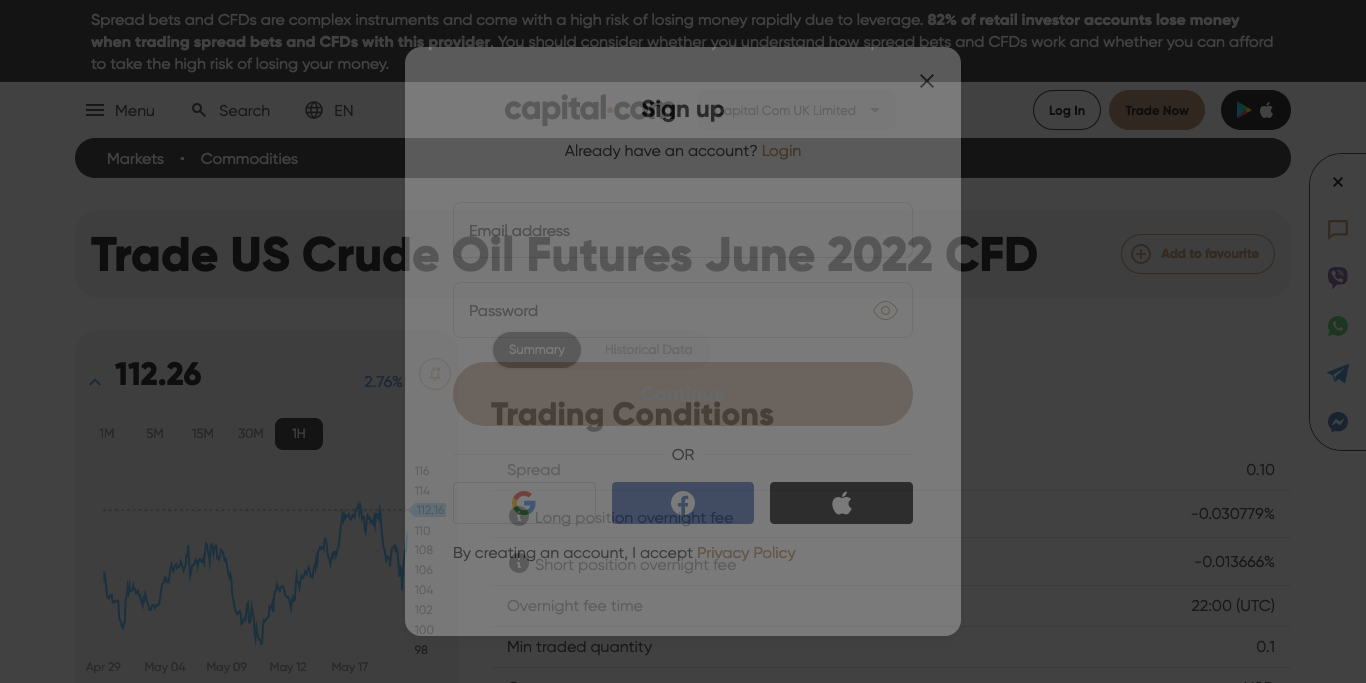 Spread bets and CFDs are complex instruments and come with a high risk of losing money rapidly due to leverage. 82% of retail investor accounts lose money
when trading spread bets and CFDs with this provider. You should consider whether you understand how spread bets and CFDs work and whether you can afford
to take the high risk of losing your money.
Menu
Search
EN
capital.com
Capital Com UK Limited
Log In
Trade Now
Sign up
Already have an account? Login
Markets • Commodities
Email address
Trade US Crude Oil Futures June 2022 CFD
Add to favourite
Password
Summary
Historical Data
112.26
2.76%
Continue
Trading Conditions
1M 5M 15M 30M 1H
OR
Spread 0.10
116
114
112.16
110
108
106
104
102
100
98
Long position overnight fee -0.030779%
By creating an account, I accept Privacy Policy
Short position overnight fee -0.013666%
Overnight fee time 22:00 (UTC)
Min traded quantity 0.1
Apr 29 May 04 May 09 May 12 May 17